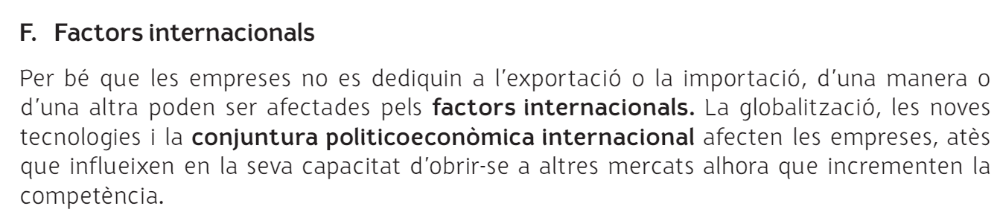 F. Factors internacionals
Per bé que les empreses no es dediquin a l'exportació o la importació, d'una manera o
d'una altra poden ser afectades pels factors internacionals. La globalització, les noves
tecnologies i la conjuntura politicoeconòmica internacional afecten les empreses, atès
que influeixen en la seva capacitat d'obrir-se a altres mercats alhora que incrementen la
competència.